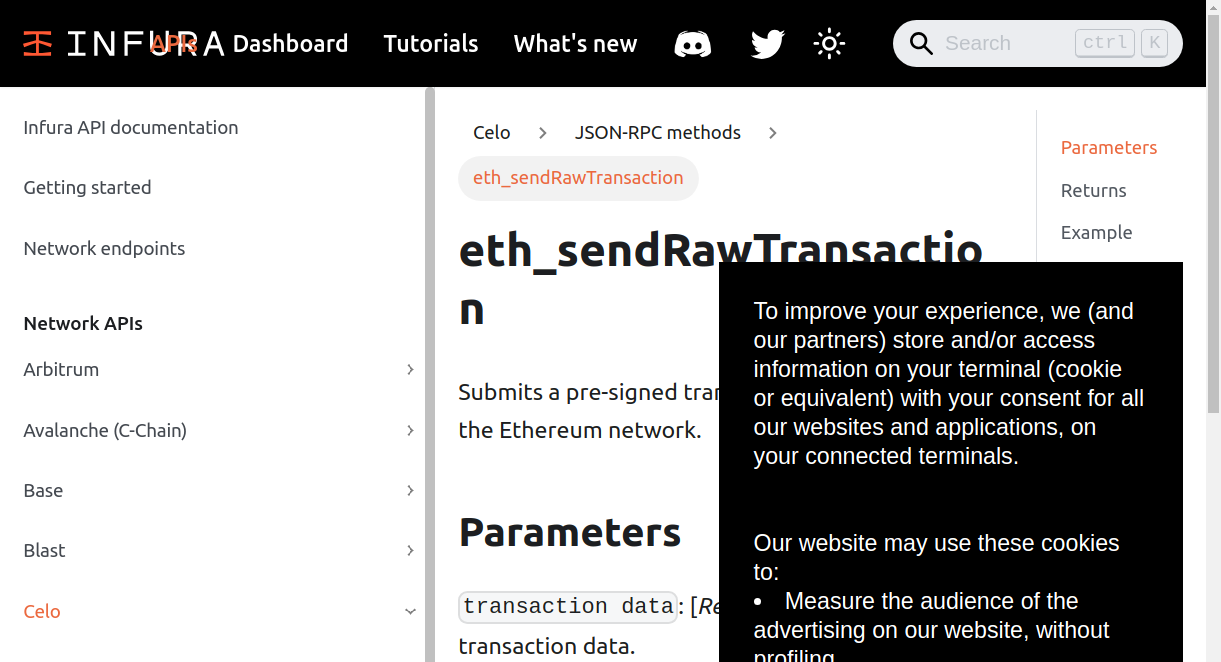 INFURA APIs Dashboard Tutorials What's new Search ctrl K
Infura API documentation
Getting started
Network endpoints
Network APIs
Arbitrum
Avalanche (C-Chain)
Base
Blast
Celo
Celo JSON-RPC methods
eth_sendRawTransaction
eth_sendRawTransactio
n
Submits a pre-signed tran
the Ethereum network.
Parameters
transaction data: [Re
transaction data.
Parameters
Returns
Example
To improve your experience, we (and
our partners) store and/or access
information on your terminal (cookie
or equivalent) with your consent for all
our websites and applications, on
your connected terminals.
Our website may use these cookies
to:
• Measure the audience of the
advertising on our website, without
profiling